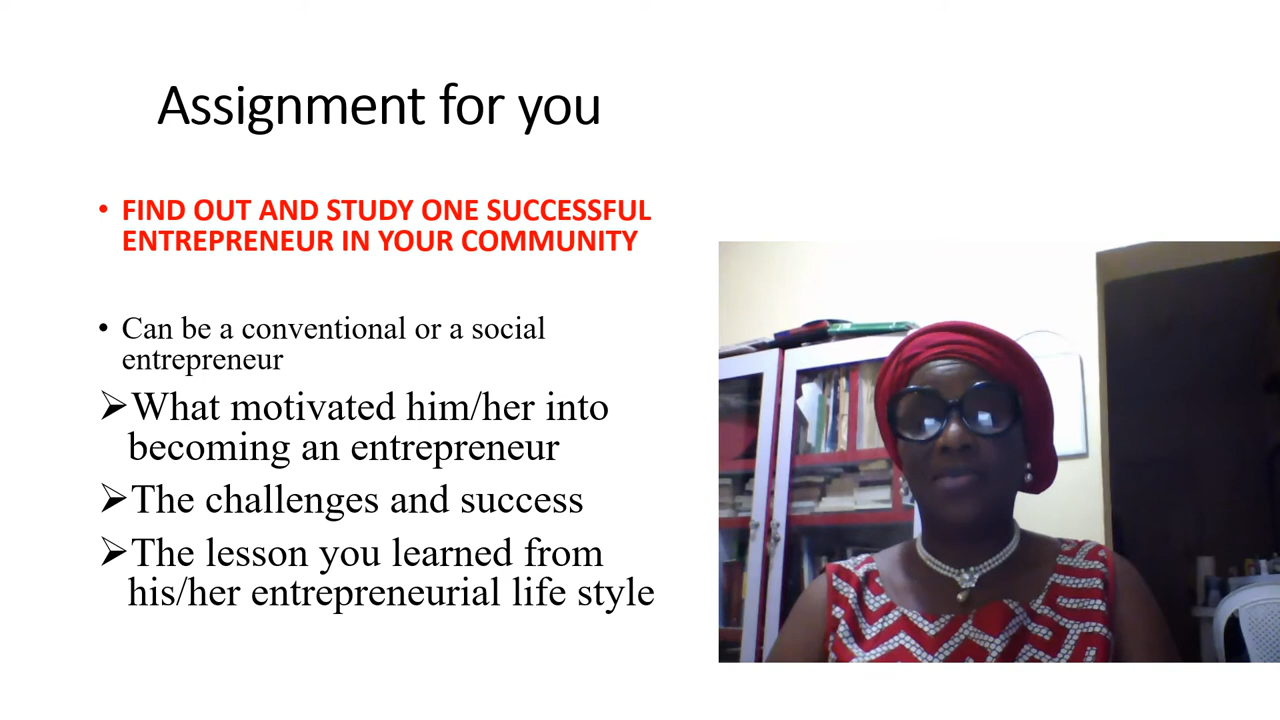 Assignment for you
• FIND OUT AND STUDY ONE SUCCESSFUL
ENTREPRENEUR IN YOUR COMMUNITY
• Can be a conventional or a social
entrepreneur
➢What motivated him/her into
becoming an entrepreneur
➢The challenges and success
➢The lesson you learned from
his/her entrepreneurial life style